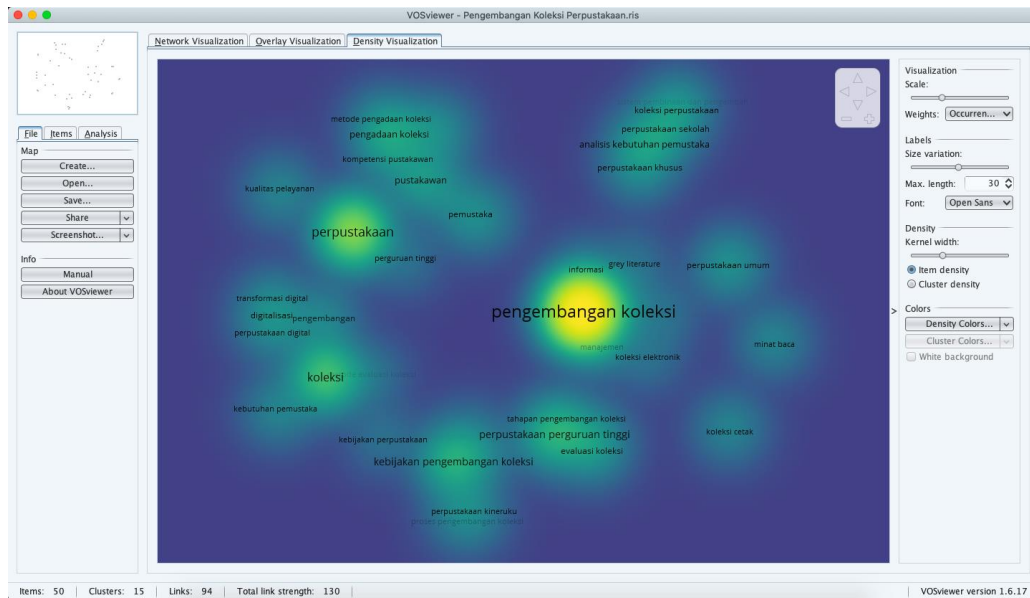 VOSviewer - Pengembangan Koleksi Perpustakaan.ris
Network Visualization
Overlay Visualization
Density Visualization
File
Items
Analysis
Map
Create...
Open...
Save...
Share
Screenshot...
Info
Manual
About VOSviewer
koleksi perpustakaan
metode pengadaan koleksi
perpustakaan sekolah
pengadaan koleksi
analisis kebutuhan pemustaka
kompetensi pustakawan
perpustakaan khusus
pustakawan
kualitas pelayanan
pemustaka
perpustakaan
perguruan tinggi
informasi
grey literature
perpustakaan umum
transformasi digital
pengembangan koleksi
digitalisasi
pengembangan
perpustakaan digital
manajemen
minat baca
koleksi elektronik
koleksi
kebutuhan pemustaka
tahapan pengembangan koleksi
koleksi cetak
perpustakaan perguruan tinggi
kebijakan perpustakaan
evaluasi koleksi
kebijakan pengembangan koleksi
perpustakaan kineruku
proses pengembangan koleksi
Visualization
Scale:
Weights: Occurren...
Labels
Size variation:
Max. length: 30
Font: Open Sans
Density
Kernel width:
Item density
Cluster density
>
Colors
Density Colors...
Cluster Colors...
White background
Items: 50 | Clusters: 15 | Links: 94 | Total link strength: 130
VOSviewer version 1.6.17